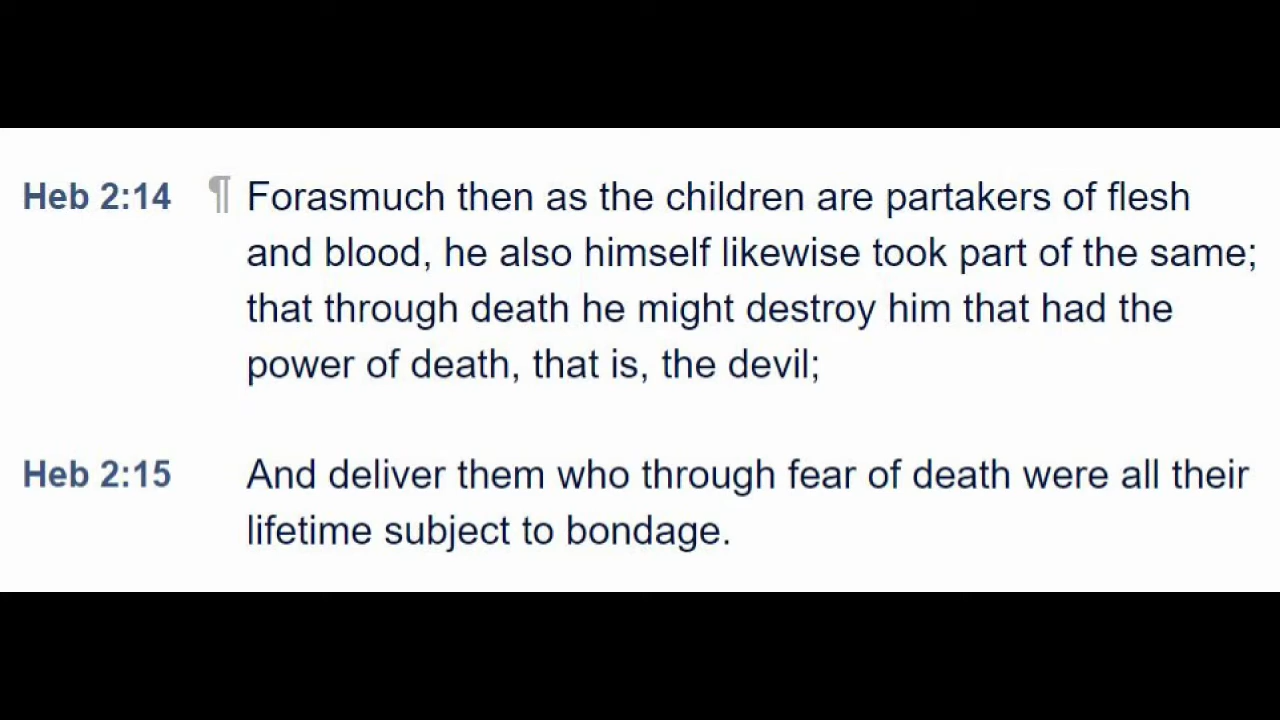 Heb 2:14 ¶ Forasmuch then as the children are partakers of flesh
and blood, he also himself likewise took part of the same;
that through death he might destroy him that had the
power of death, that is, the devil;
Heb 2:15 And deliver them who through fear of death were all their
lifetime subject to bondage.